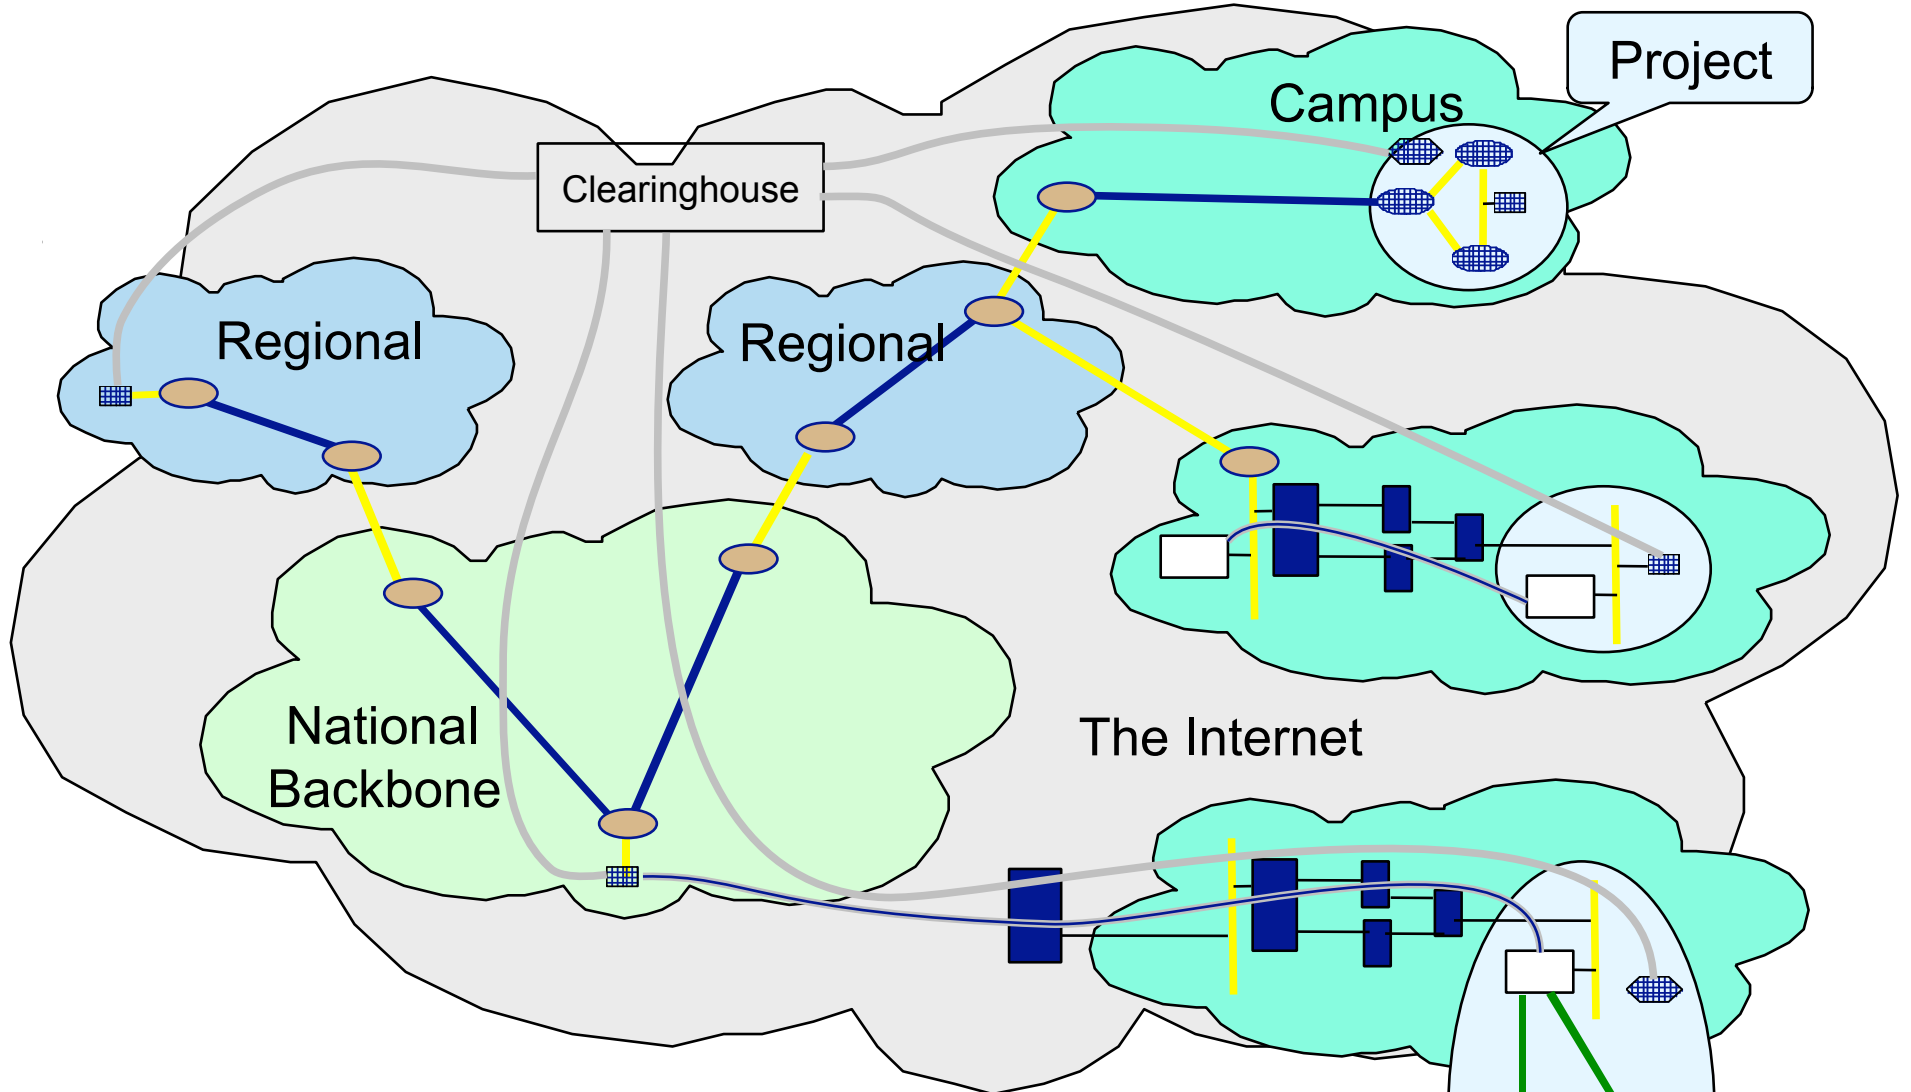 Project
Campus
Clearinghouse
Regional
Regional
National
Backbone
The Internet